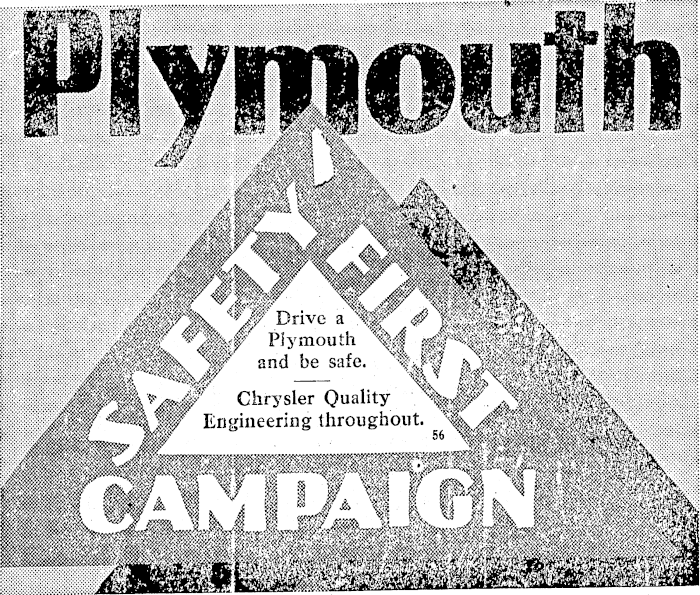 Plymouth
SAFETY FIRST
CAMPAIGN
Drive a
Plymouth
and be safe.
Chrysler Quality
Engineering throughout.
56